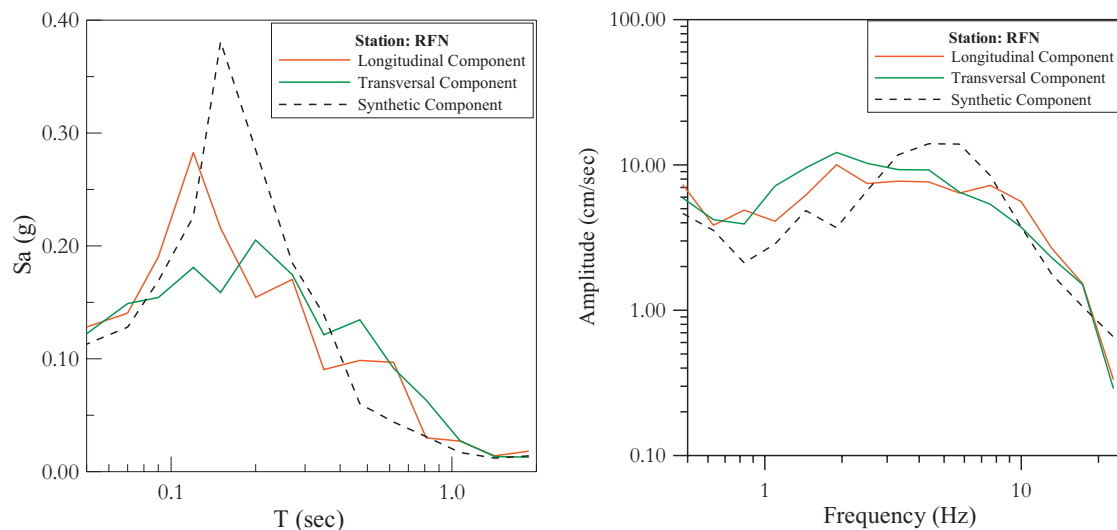 0.40
0.30
0.20
0.10
0.00
Sa (g)
0.1
1.0
T (sec)
Station: RFN
Longitudinal Component
Transversal Component
Synthetic Component
100.00
10.00
1.00
0.10
Amplitude (cm/sec)
1
10
Frequency (Hz)
Station: RFN
Longitudinal Component
Transversal Component
Synthetic Component